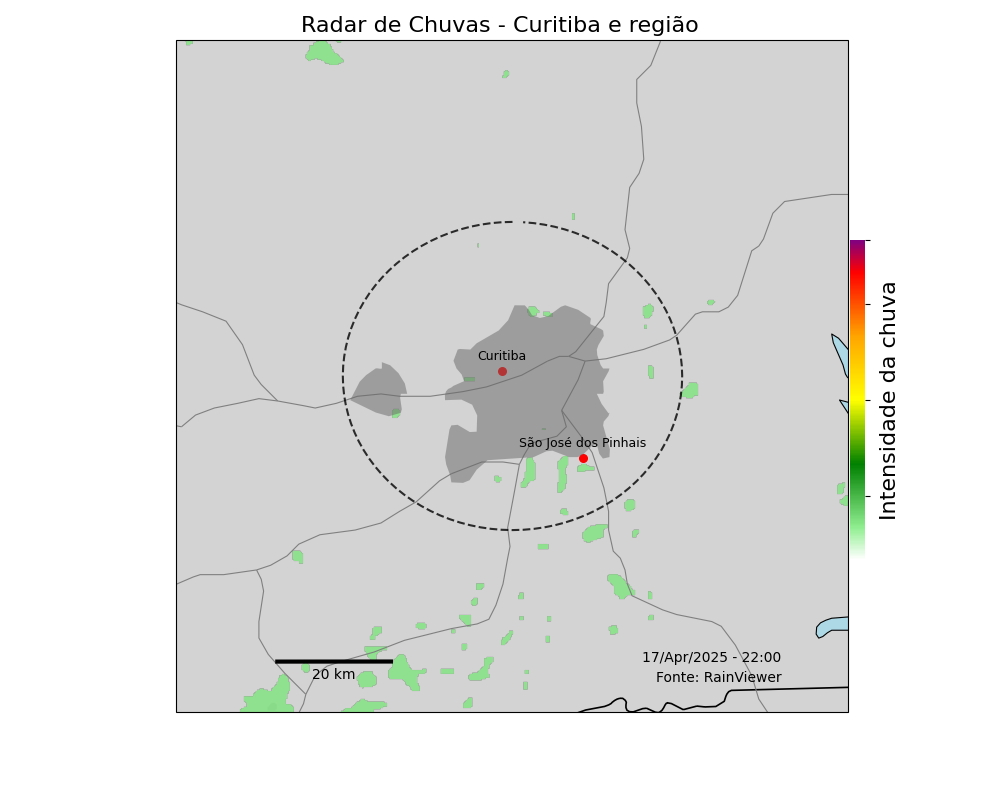 Radar de Chuvas - Curitiba e região
Curitiba
São José dos Pinhais
Intensidade da chuva
20 km
17/Apr/2025 - 22:00
Fonte: RainViewer